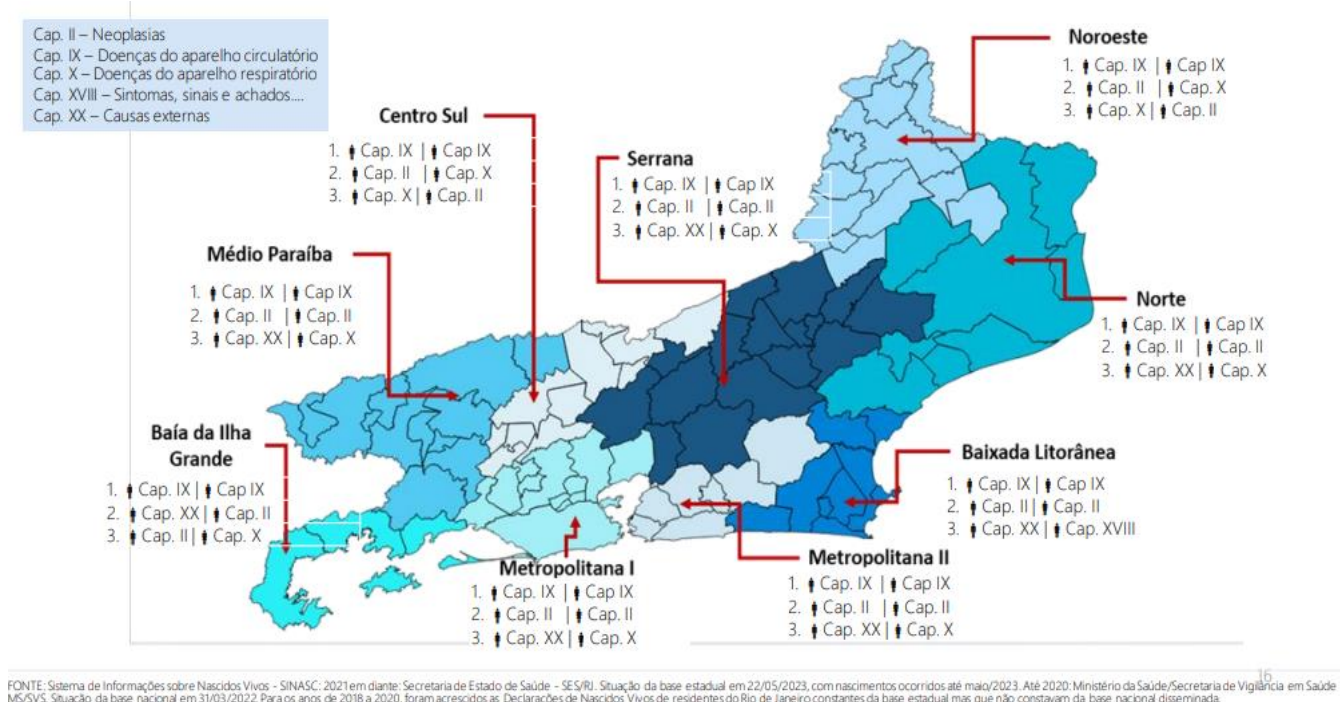 Cap. II – Neoplasias
Cap. IX – Doenças do aparelho circulatório
Cap. X – Doenças do aparelho respiratório
Cap. XVIII – Sintomas, sinais e achados....
Cap. XX – Causas externas
Noroeste
1. Cap. IX | Cap IX
2. Cap. II | Cap. X
3. Cap. X | Cap. II
Centro Sul
1. Cap. IX | Cap IX
2. Cap. II | Cap. X
3. Cap. X | Cap. II
Serrana
1. Cap. IX | Cap IX
2. Cap. II | Cap. II
3. Cap. XX | Cap. X
Médio Paraíba
1. Cap. IX | Cap IX
2. Cap. II | Cap. II
3. Cap. XX | Cap. X
Norte
1. Cap. IX | Cap IX
2. Cap. II | Cap. II
3. Cap. XX | Cap. X
Baía da Ilha
Grande
1. Cap. IX | Cap IX
2. Cap. XX | Cap. II
3. Cap. II | Cap. X
Baixada Litorânea
1. Cap. IX | Cap IX
2. Cap. II | Cap. II
3. Cap. XX | Cap. XVIII
Metropolitana I
1. Cap. IX | Cap IX
2. Cap. II | Cap. II
3. Cap. XX | Cap. X
Metropolitana II
1. Cap. IX | Cap IX
2. Cap. II | Cap. II
3. Cap. XX | Cap. X
16
FONTE: Sistema de Informações sobre Nascidos Vivos - SINASC: 2021 em diante: Secretaria de Estado de Saúde - SES/RJ. Situação da base estadual em 22/05/2023, com nascimentos ocorridos até maio/2023. Até 2020: Ministério da Saúde/Secretaria de Vigilância em Saúde
MS/SVS. Situação da base nacional em 31/03/2022. Para os anos de 2018 a 2020, foram acrescidos as Declarações de Nascidos Vivos de residentes do Rio de Janeiro constantes da base estadual mas que não constavam da base nacional disseminada.